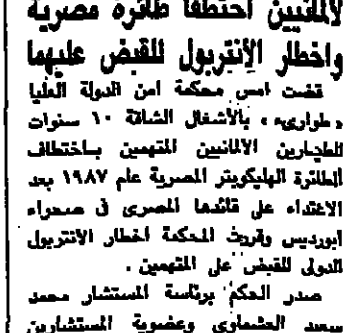 لالمانيين اختطفا طائرة مصرية
واخطار الإنتربول للقبض عليهما
قضت امس محكمة امن الدولة العليا
« طوارىء » بالأشغال الشاقة ١٠ سنوات
للطيارين الالمانيين المتهمين باختطاف
الطائرة الهليكوبتر المصرية عام ١٩٨٧ بعد
الاعتداء على قائدها المصرى فى صحراء
ابورديس وقررت المحكمة اخطار الانتربول
الدولى للقبض على المتهمين .
صدر الحكم برئاسة المستشار محمد
سعيد العشماوى وعضوية المستشارين